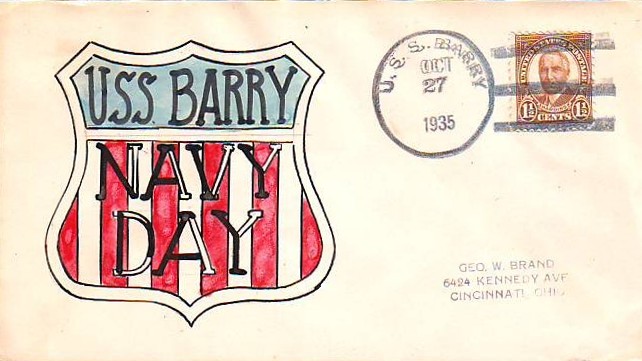 USS. BARRY
NAVY
DAY
U. S. S. BARRY
OCT
27
1935
UNITED STATES POSTAGE
HARDING
1½ CENTS 1½
GEO. W. BRAND
6424 KENNEDY AVE
CINCINNATI, OHIO